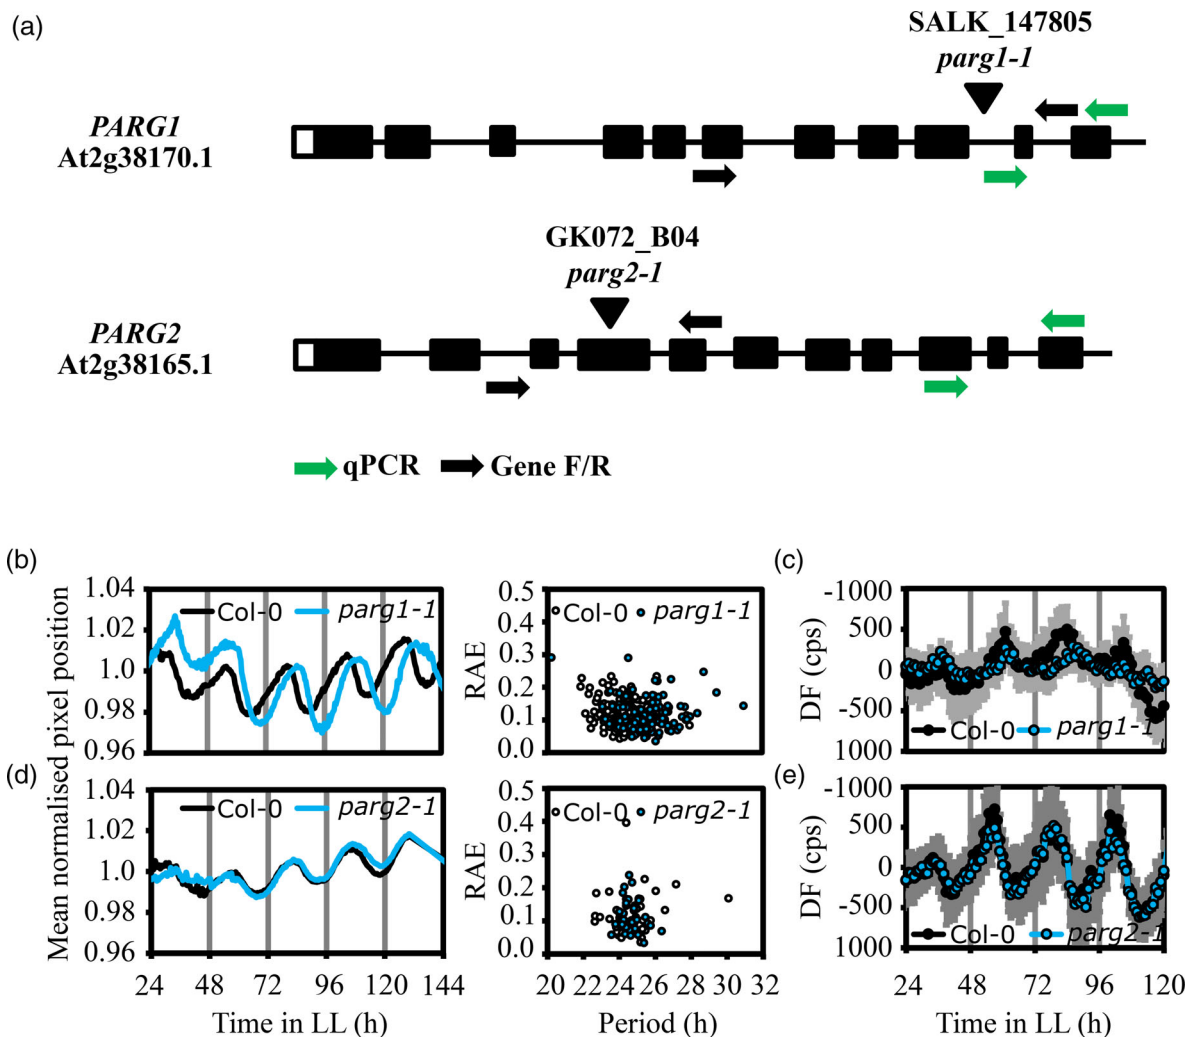 (a)
SALK_147805
parg1-1
PARG1
At2g38170.1
GK072_B04
parg2-1
PARG2
At2g38165.1
qPCR Gene F/R
(b)
Mean normalised pixel position
1.04
1.02
1.0
0.98
0.96
Col-0 parg1-1
RAE
0.5
0.4
0.3
0.2
0.1
0.0
Col-0 parg1-1
(c)
DF (cps)
-1000
500
0
-500
1000
Col-0 parg1-1
(d)
1.04
1.02
1.0
0.98
0.96
Col-0 parg2-1
24 48 72 96 120 144
Time in LL (h)
RAE
0.5
0.4
0.3
0.2
0.1
0.0
Col-0 parg2-1
20 22 24 26 28 30 32
Period (h)
(e)
DF (cps)
-1000
500
0
-500
1000
Col-0 parg2-1
24 48 72 96 120
Time in LL (h)